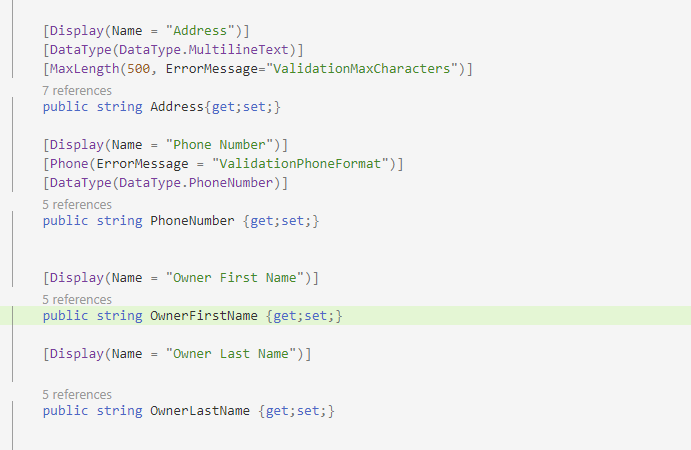 [Display(Name = "Address")]
[DataType(DataType.MultilineText)]
[MaxLength(500, ErrorMessage="ValidationMaxCharacters")]
7 references
public string Address{get;set;}
[Display(Name = "Phone Number")]
[Phone(ErrorMessage = "ValidationPhoneFormat")]
[DataType(DataType.PhoneNumber)]
5 references
public string PhoneNumber {get;set;}
[Display(Name = "Owner First Name")]
5 references
public string OwnerFirstName {get;set;}
[Display(Name = "Owner Last Name")]
5 references
public string OwnerLastName {get;set;}